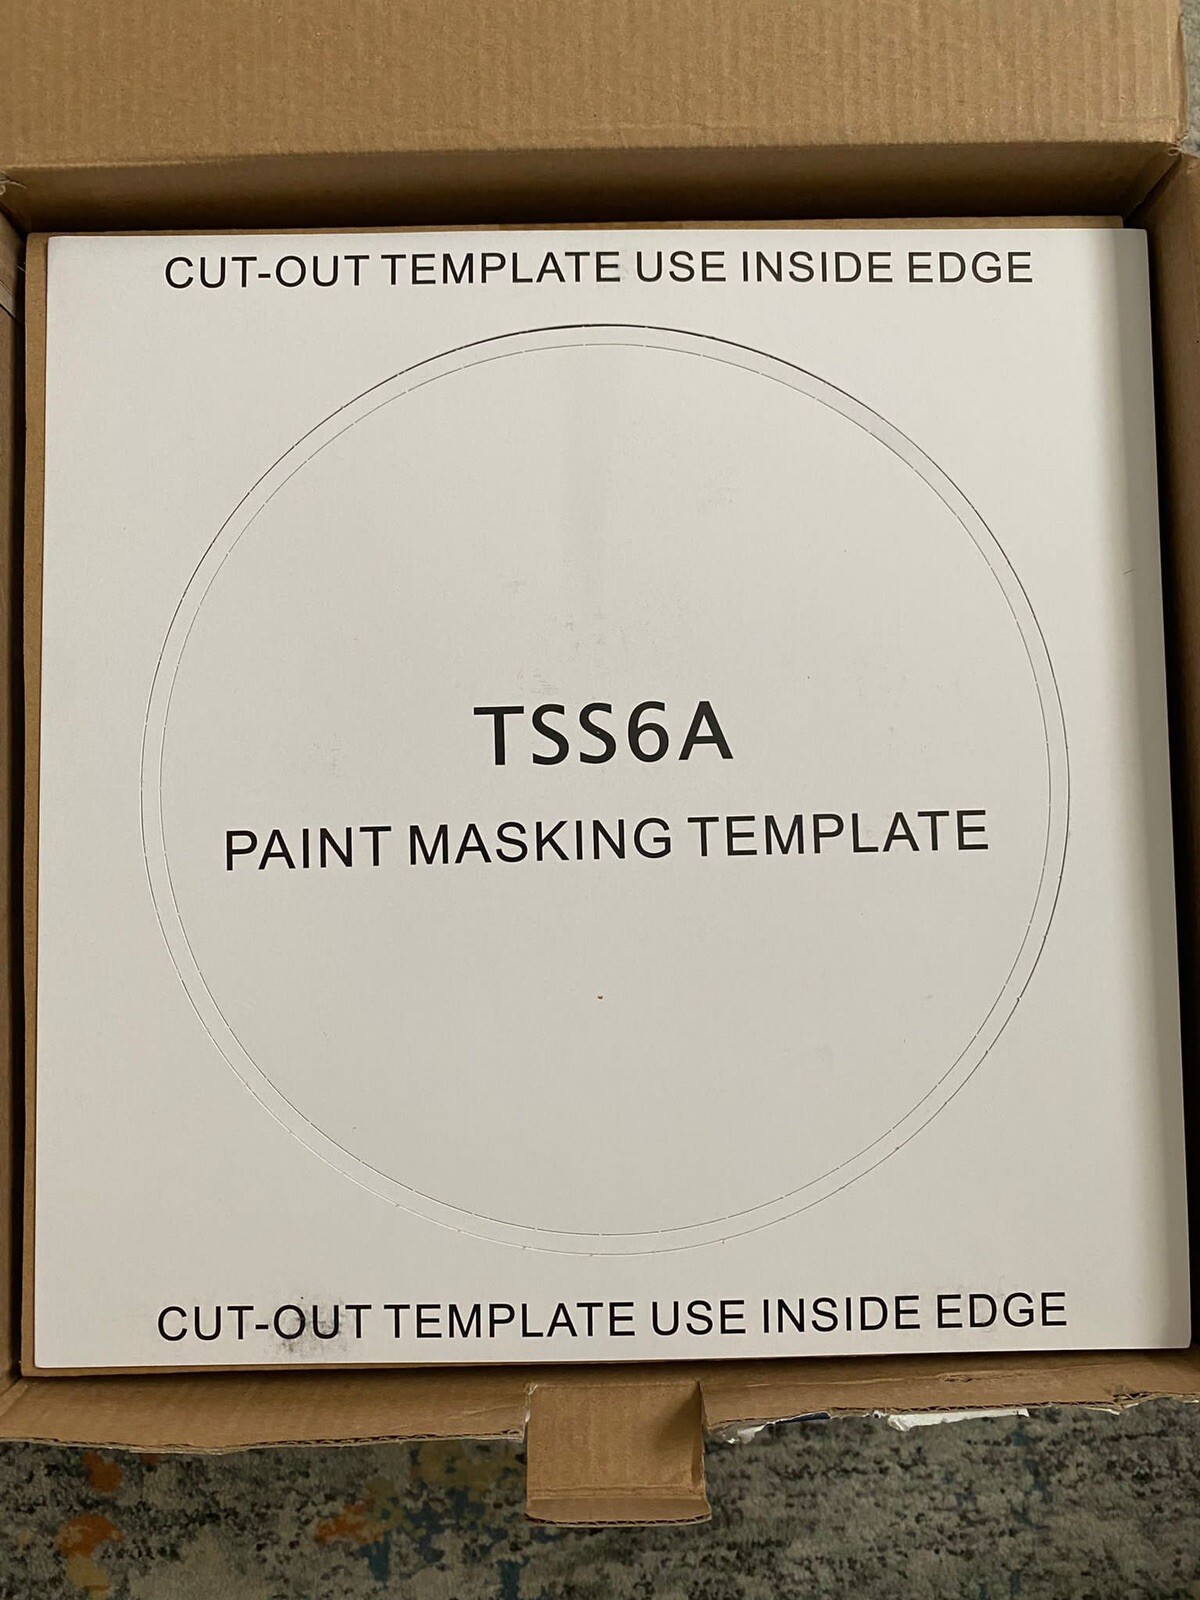 CUT-OUT TEMPLATE USE INSIDE EDGE
TSS6A
PAINT MASKING TEMPLATE
CUT-OUT TEMPLATE USE INSIDE EDGE